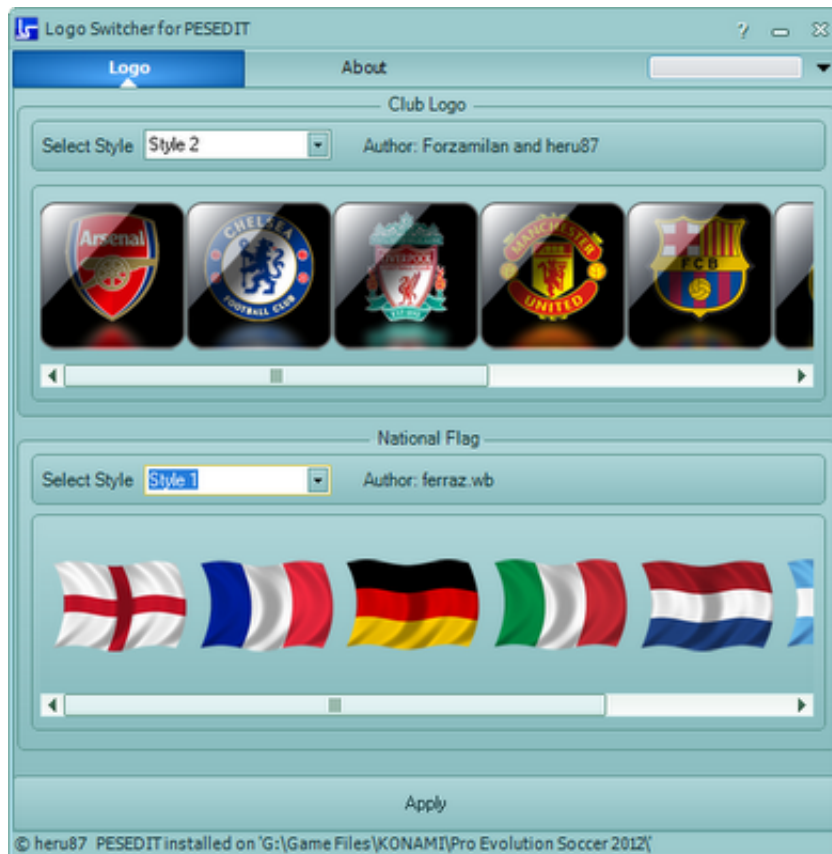 Logo Switcher for PESEDIT
Logo About
Club Logo
Select Style Style 2 Author: Forzamilan and heru87
Arsenal
CHELSEA
FOOTBALL CLUB
LIVERPOOL
EST·1892
MANCHESTER
UNITED
FCB
National Flag
Select Style Style 1 Author: ferraz.wb
Apply
© heru87 PESEDIT installed on 'G:\Game Files\KONAMI\Pro Evolution Soccer 2012\'